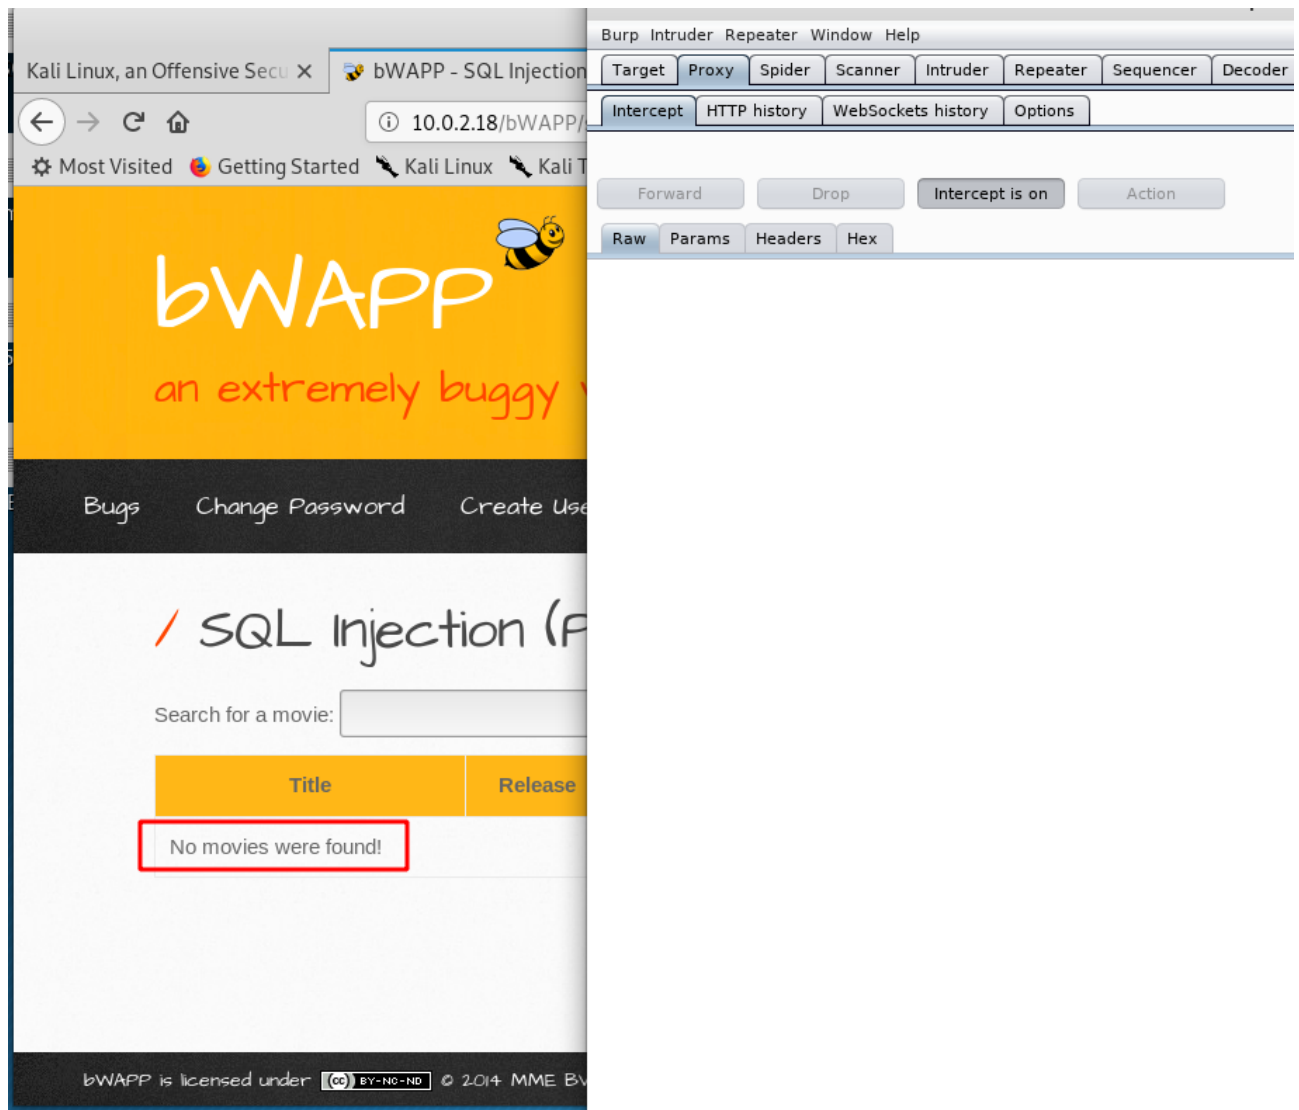 Kali Linux, an Offensive Secu
bWAPP - SQL Injection
10.0.2.18/bWAPP/
Most Visited Getting Started Kali Linux Kali T
bWAPP
an extremely buggy
Bugs Change Password Create Use
/ SQL Injection (P
Search for a movie:
Title Release
No movies were found!
bWAPP is licensed under (cc) BY-NC-ND © 2014 MME BV
Burp Intruder Repeater Window Help
Target Proxy Spider Scanner Intruder Repeater Sequencer Decoder
Intercept HTTP history WebSockets history Options
Forward Drop Intercept is on Action
Raw Params Headers Hex